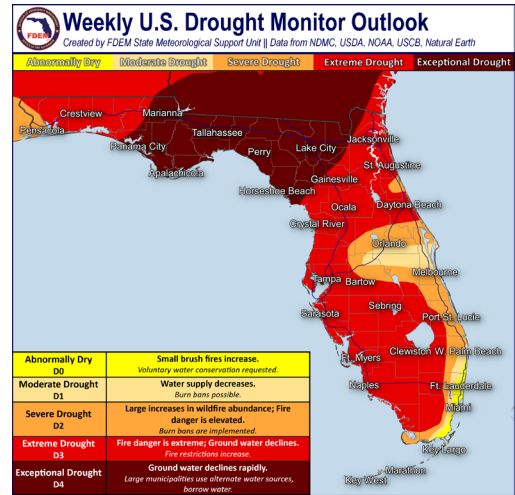 FDEM
Weekly U.S. Drought Monitor Outlook
Created by FDEM State Meteorological Support Unit || Data from NDMC, USDA, NOAA, USCB, Natural Earth
Abnormally Dry Moderate Drought Severe Drought Extreme Drought Exceptional Drought
Crestview Marianna
Pensacola Tallahassee Jacksonville
Panama City Perry Lake City
Apalachicola St. Augustine
Gainesville
Horseshoe Beach
Ocala Daytona Beach
Crystal River
Orlando
Melbourne
Tampa Bartow
Sebring
Sarasota Port St. Lucie
Ft. Myers Clewiston W. Palm Beach
Naples Ft. Lauderdale
Miami
Key Largo
Marathon
Key West
Abnormally Dry
D0
Small brush fires increase.
Voluntary water conservation requested.
Moderate Drought
D1
Water supply decreases.
Burn bans possible.
Severe Drought
D2
Large increases in wildfire abundance; Fire
danger is elevated.
Burn bans are implemented.
Extreme Drought
D3
Fire danger is extreme; Ground water declines.
Fire restrictions increase.
Exceptional Drought
D4
Ground water declines rapidly.
Large municipalities use alternate water sources,
borrow water.